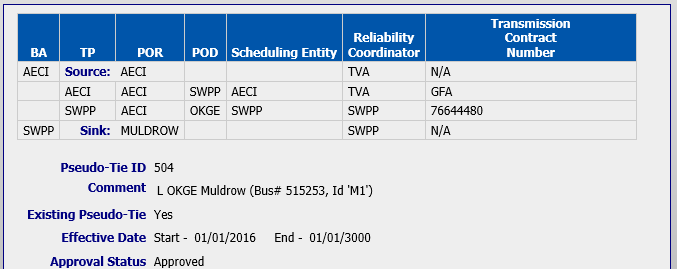 BA TP POR POD Scheduling Entity Reliability Coordinator Transmission Contract Number
AECI Source: AECI TVA N/A
AECI AECI SWPP AECI TVA GFA
SWPP AECI OKGE SWPP SWPP 76644480
SWPP Sink: MULDROW SWPP N/A
Pseudo-Tie ID 504
Comment L OKGE Muldrow (Bus# 515253, Id 'M1')
Existing Pseudo-Tie Yes
Effective Date Start - 01/01/2016 End - 01/01/3000
Approval Status Approved